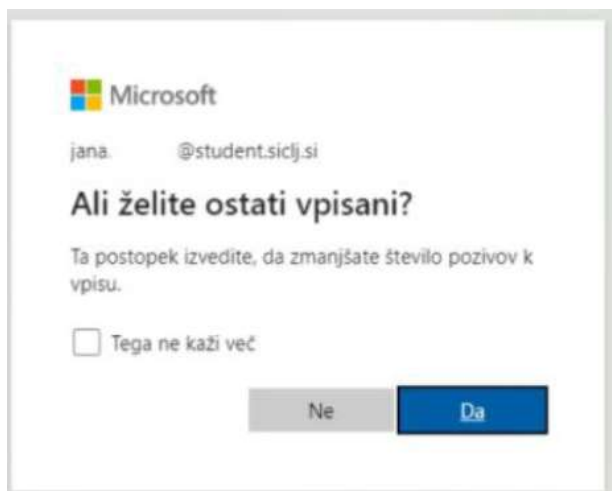 Microsoft
jana. @student.siclj.si
Ali želite ostati vpisani?
Ta postopek izvedite, da zmanjšate število pozivov k
vpisu.
Tega ne kaži več
Ne
Da